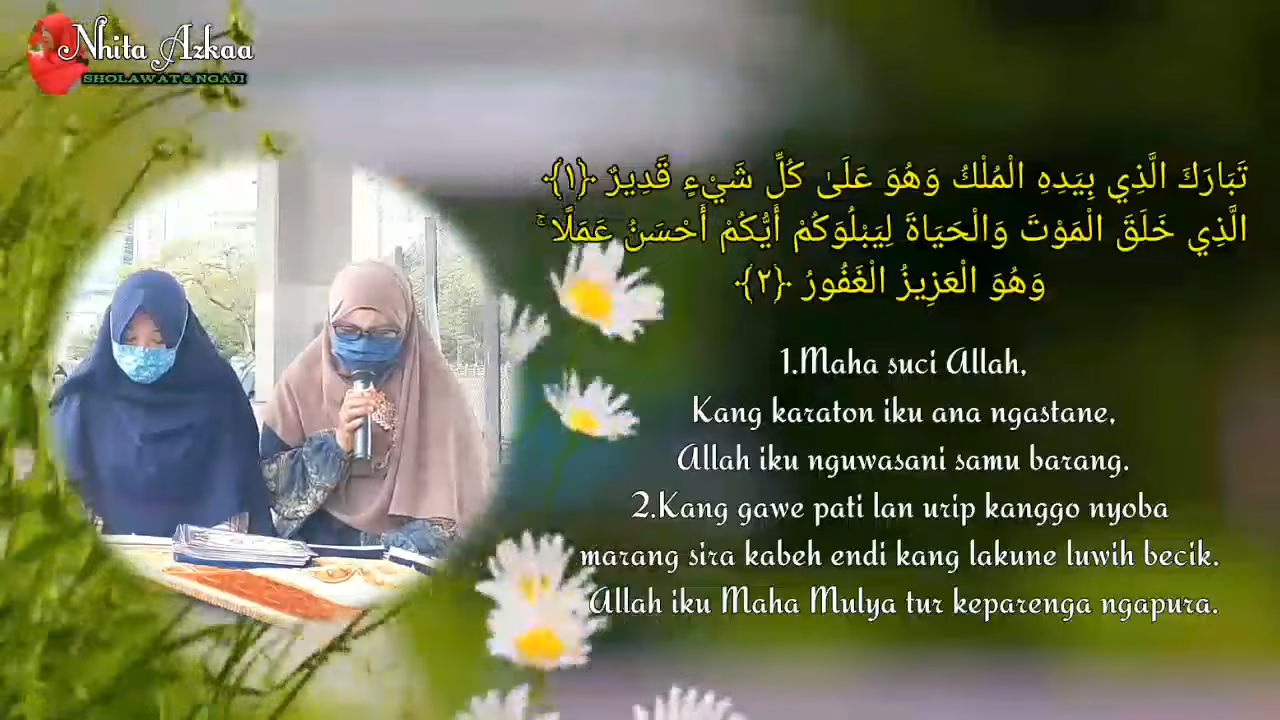 Nhita Azkaa
SHOLAWAT & NGAJI
تَبَارَكَ الَّذِي بِيَدِهِ الْمُلْكُ وَهُوَ عَلَىٰ كُلِّ شَيْءٍ قَدِيرٌ ﴿١﴾
الَّذِي خَلَقَ الْمَوْتَ وَالْحَيَاةَ لِيَبْلُوَكُمْ أَيُّكُمْ أَحْسَنُ عَمَلًا ۚ
وَهُوَ الْعَزِيزُ الْغَفُورُ ﴿٢﴾
1.Maha suci Allah,
Kang karaton iku ana ngastane,
Allah iku nguwasani samu barang.
2.Kang gawe pati lan urip kanggo nyoba
marang sira kabeh endi kang lakune luwih becik.
Allah iku Maha Mulya tur keparenga ngapura.